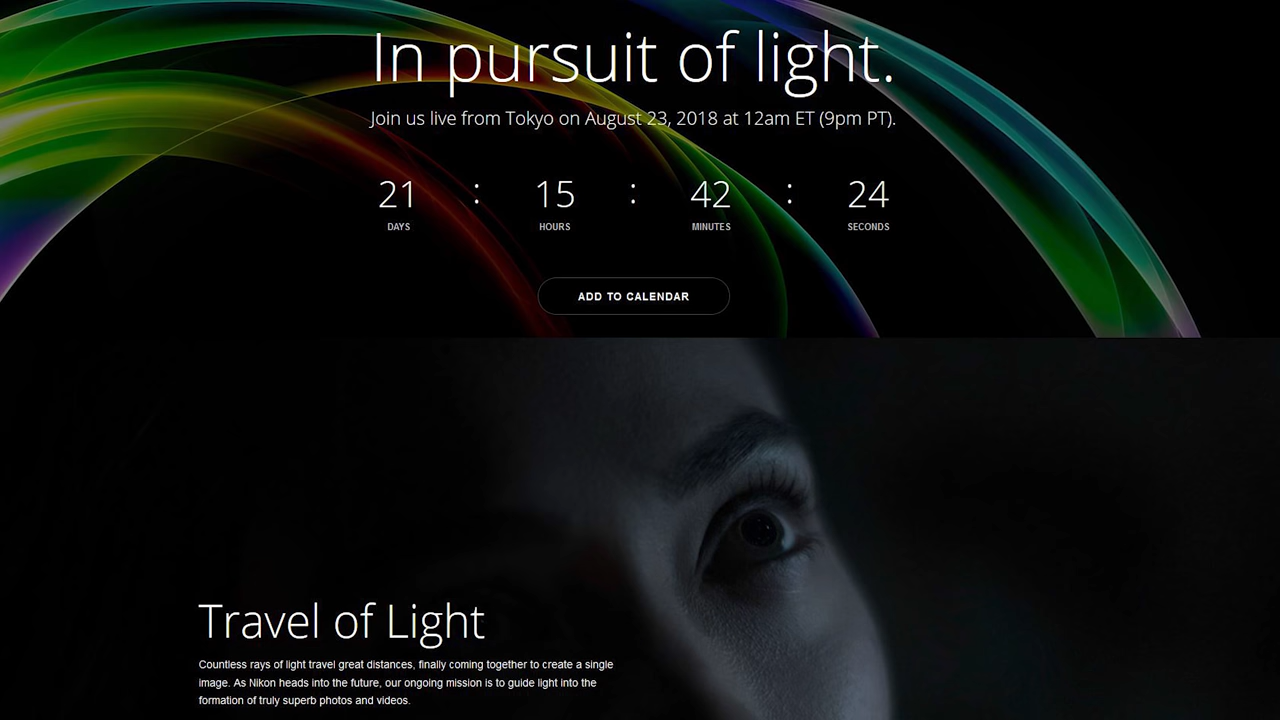 In pursuit of light.
Join us live from Tokyo on August 23, 2018 at 12am ET (9pm PT).
21 : 15 : 42 : 24
DAYS HOURS MINUTES SECONDS
ADD TO CALENDAR
Travel of Light
Countless rays of light travel great distances, finally coming together to create a single
image. As Nikon heads into the future, our ongoing mission is to guide light into the
formation of truly superb photos and videos.